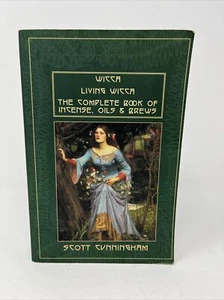 WICCA
LIVING WICCA
THE COMPLETE BOOK OF
INCENSE, OILS & BREWS
SCOTT CUNNINGHAM